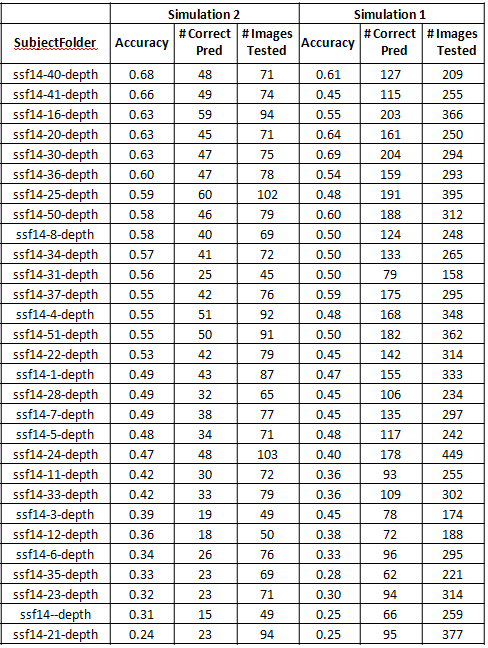 Simulation 2 Simulation 1
SubjectFolder Accuracy # Correct Pred # Images Tested Accuracy # Correct Pred # Images Tested
ssf14-40-depth 0.68 48 71 0.61 127 209
ssf14-41-depth 0.66 49 74 0.45 115 255
ssf14-16-depth 0.63 59 94 0.55 203 366
ssf14-20-depth 0.63 45 71 0.64 161 250
ssf14-30-depth 0.63 47 75 0.69 204 294
ssf14-36-depth 0.60 47 78 0.54 159 293
ssf14-25-depth 0.59 60 102 0.48 191 395
ssf14-50-depth 0.58 46 79 0.60 188 312
ssf14-8-depth 0.58 40 69 0.50 124 248
ssf14-34-depth 0.57 41 72 0.50 133 265
ssf14-31-depth 0.56 25 45 0.50 79 158
ssf14-37-depth 0.55 42 76 0.59 175 295
ssf14-4-depth 0.55 51 92 0.48 168 348
ssf14-51-depth 0.55 50 91 0.50 182 362
ssf14-22-depth 0.53 42 79 0.45 142 314
ssf14-1-depth 0.49 43 87 0.47 155 333
ssf14-28-depth 0.49 32 65 0.45 106 234
ssf14-7-depth 0.49 38 77 0.45 135 297
ssf14-5-depth 0.48 34 71 0.48 117 242
ssf14-24-depth 0.47 48 103 0.40 178 449
ssf14-11-depth 0.42 30 72 0.36 93 255
ssf14-33-depth 0.42 33 79 0.36 109 302
ssf14-3-depth 0.39 19 49 0.45 78 174
ssf14-12-depth 0.36 18 50 0.38 72 188
ssf14-6-depth 0.34 26 76 0.33 96 295
ssf14-35-depth 0.33 23 69 0.28 62 221
ssf14-23-depth 0.32 23 71 0.30 94 314
ssf14--depth 0.31 15 49 0.25 66 259
ssf14-21-depth 0.24 23 94 0.25 95 377